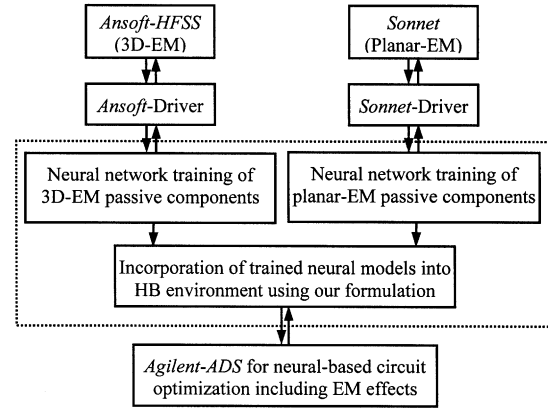 Ansoft-HFSS
(3D-EM)
Sonnet
(Planar-EM)
Ansoft-Driver
Sonnet-Driver
Neural network training of
3D-EM passive components
Neural network training of
planar-EM passive components
Incorporation of trained neural models into
HB environment using our formulation
Agilent-ADS for neural-based circuit
optimization including EM effects